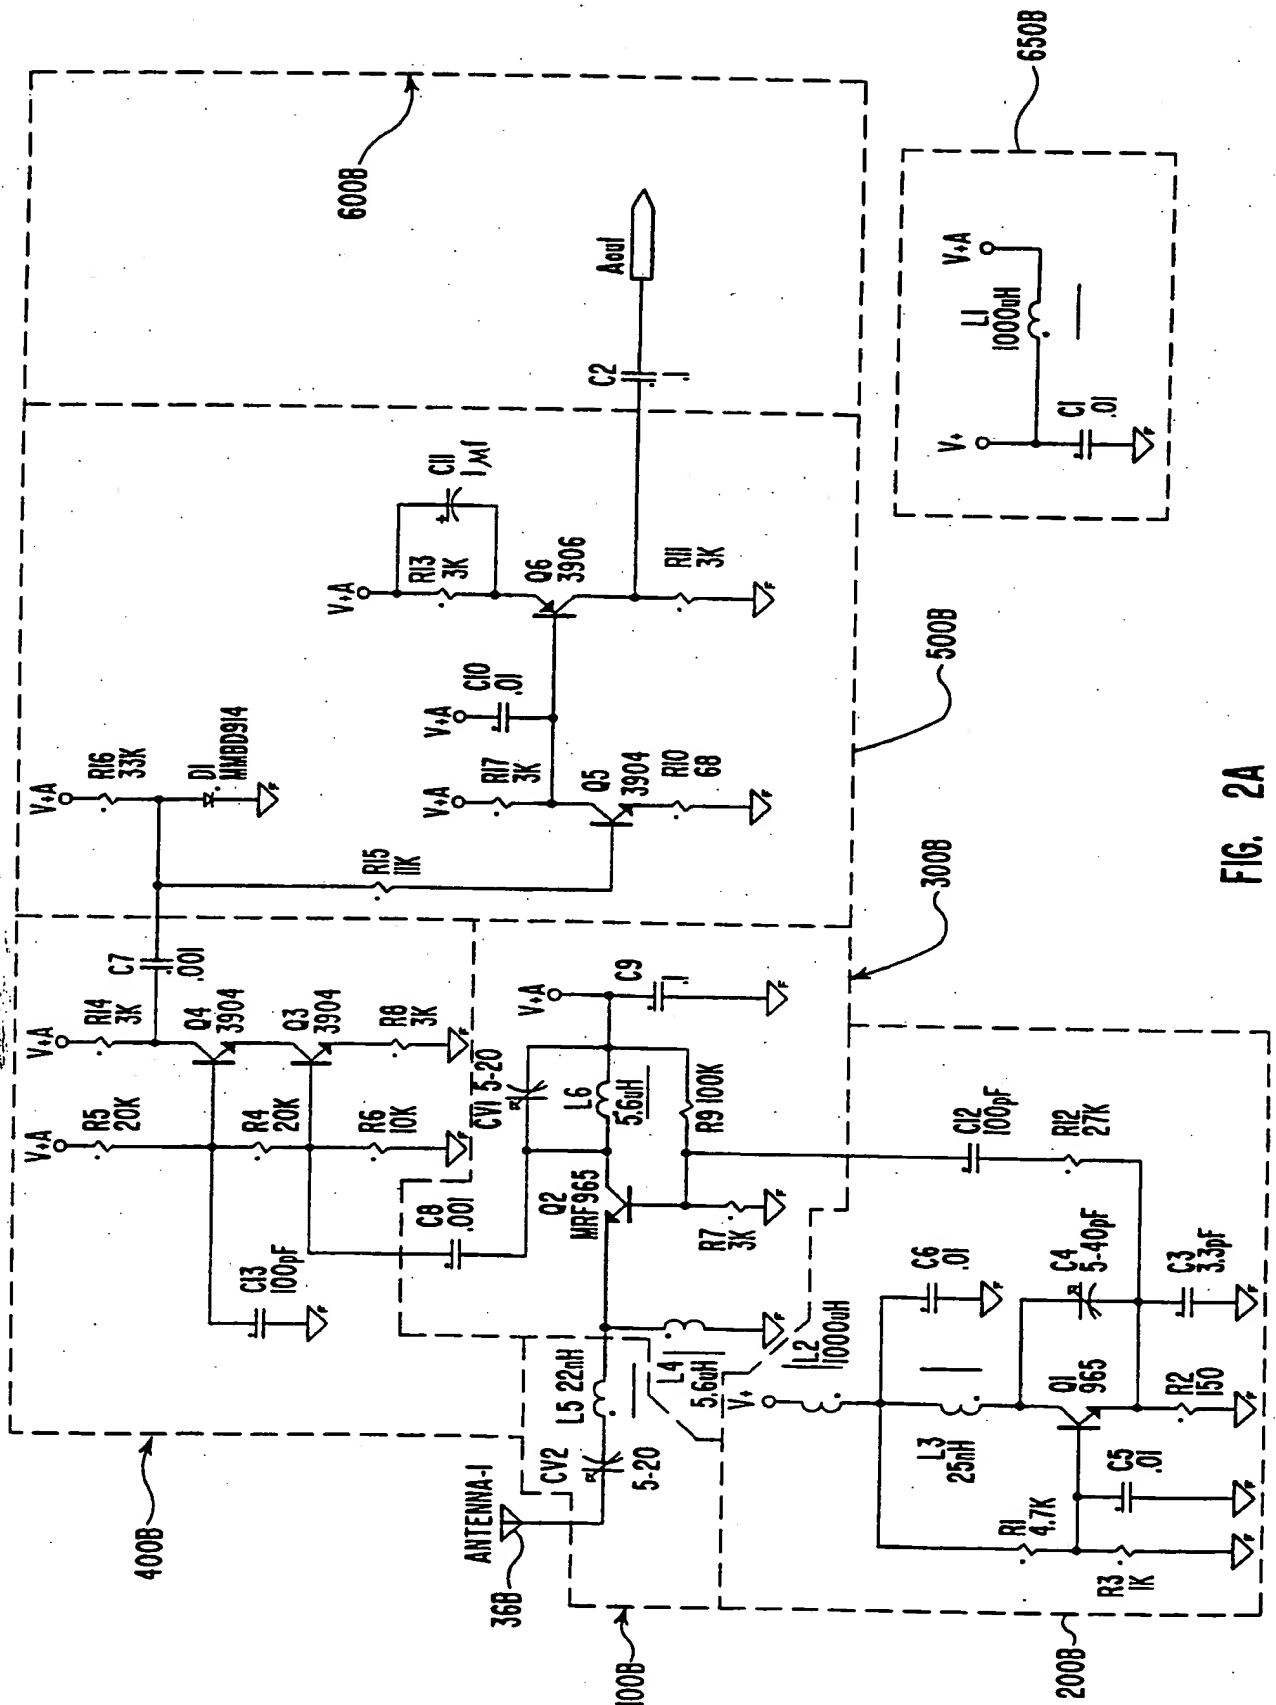 600B
650B
V+A
R16
33K
D1
MMBD914
V+A
R13
3K
C11
1 Mf
Q6
3906
R11
3K
C2
.1
Aout
V+A
C10
.01
V+A
R17
3K
Q5
3904
R10
68
R15
11K
500B
V+
L1
1000uH
V+A
C1
.01
C7
.001
V+A
R14
3K
Q4
3904
Q3
3904
R8
3K
V+A
R5
20K
R4
20K
R6
10K
C13
100pF
400B
C8
.001
CV1 5-20
L6
5.6uH
V+A
C9
.1
R9 100K
Q2
MRF965
R7
3K
300B
ANTENNA-1
36B
CV2
5-20
L5 22nH
L4
5.6uH
100B
V+
L2
1000uH
C6
.01
L3
25nH
C4
5-40pF
C12
100pF
R12
27K
Q1
965
C3
3.3pF
R2
150
R1
4.7K
C5
.01
R3
1K
200B
F
FIG. 2A